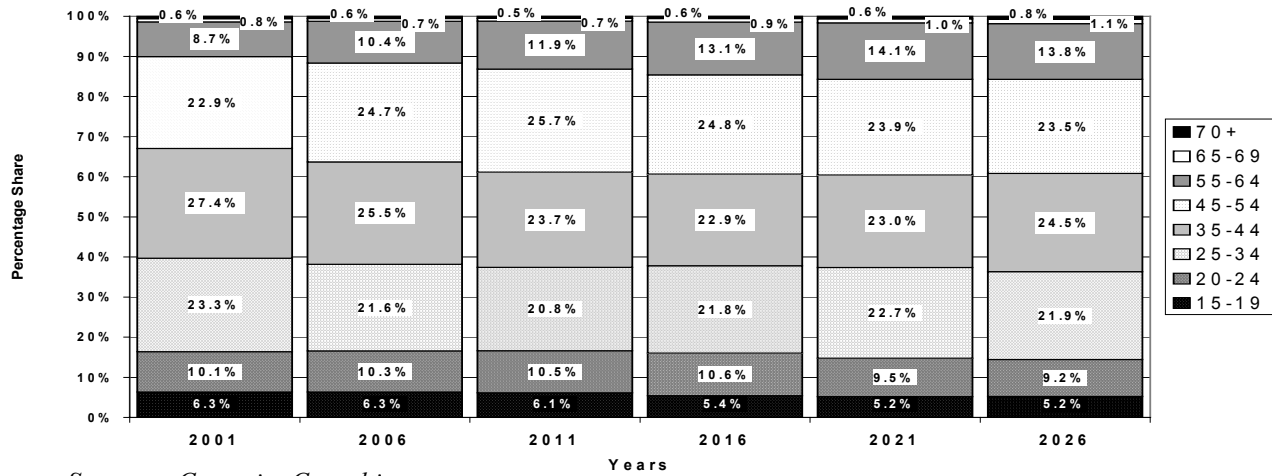 100%
90%
80%
70%
60%
50%
40%
30%
20%
10%
0%
Percentage Share
0.6% 0.6% 0.5% 0.6% 0.6% 0.8%
0.8% 0.7% 0.7% 0.9% 1.0% 1.1%
8.7% 10.4% 11.9% 13.1% 14.1% 13.8%
22.9% 24.7% 25.7% 24.8% 23.9% 23.5%
27.4% 25.5% 23.7% 22.9% 23.0% 24.5%
23.3% 21.6% 20.8% 21.8% 22.7% 21.9%
10.1% 10.3% 10.5% 10.6% 9.5% 9.2%
6.3% 6.3% 6.1% 5.4% 5.2% 5.2%
2001 2006 2011 2016 2021 2026
Years
70+
65-69
55-64
45-54
35-44
25-34
20-24
15-19